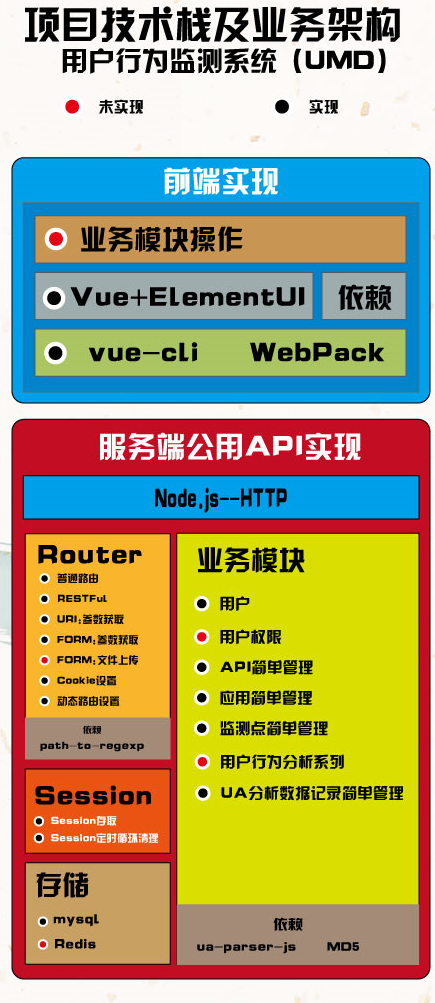 项目技术栈及业务架构
用户行为监测系统（UMD）
未实现
实现
前端实现
业务模块操作
Vue+ElementUI
依赖
vue-cli WebPack
服务端公用API实现
Node.js--HTTP
Router
普通路由
RESTFul
URI:参数获取
FORM:参数获取
FORM:文件上传
Cookie设置
动态路由设置
依赖
path-to-regexp
Session
Session存取
Session定时循环清理
存储
mysql
Redis
业务模块
用户
用户权限
API简单管理
应用简单管理
监测点简单管理
用户行为分析系列
UA分析数据记录简单管理
依赖
ua-parser-js MD5